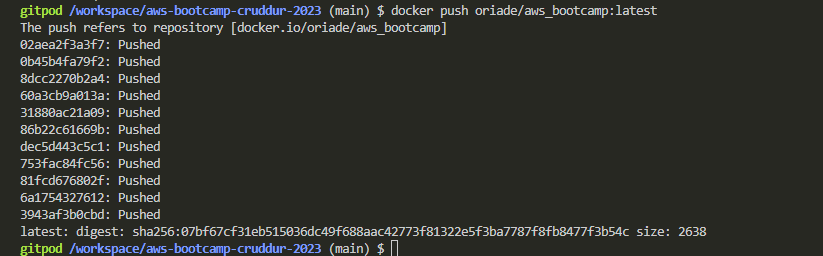 gitpod /workspace/aws-bootcamp-cruddur-2023 (main) $ docker push oriade/aws_bootcamp:latest
The push refers to repository [docker.io/oriade/aws_bootcamp]
02aea2f3a3f7: Pushed
0b45b4fa79f2: Pushed
8dcc2270b2a4: Pushed
60a3cb9a013a: Pushed
31880ac21a09: Pushed
86b22c61669b: Pushed
dec5d443c5c1: Pushed
753fac84fc56: Pushed
81fcd676802f: Pushed
6a1754327612: Pushed
3943af3b0cbd: Pushed
latest: digest: sha256:07bf67cf31eb515036dc49f688aac42773f81322e5f3ba7787f8fb8477f3b54c size: 2638
gitpod /workspace/aws-bootcamp-cruddur-2023 (main) $